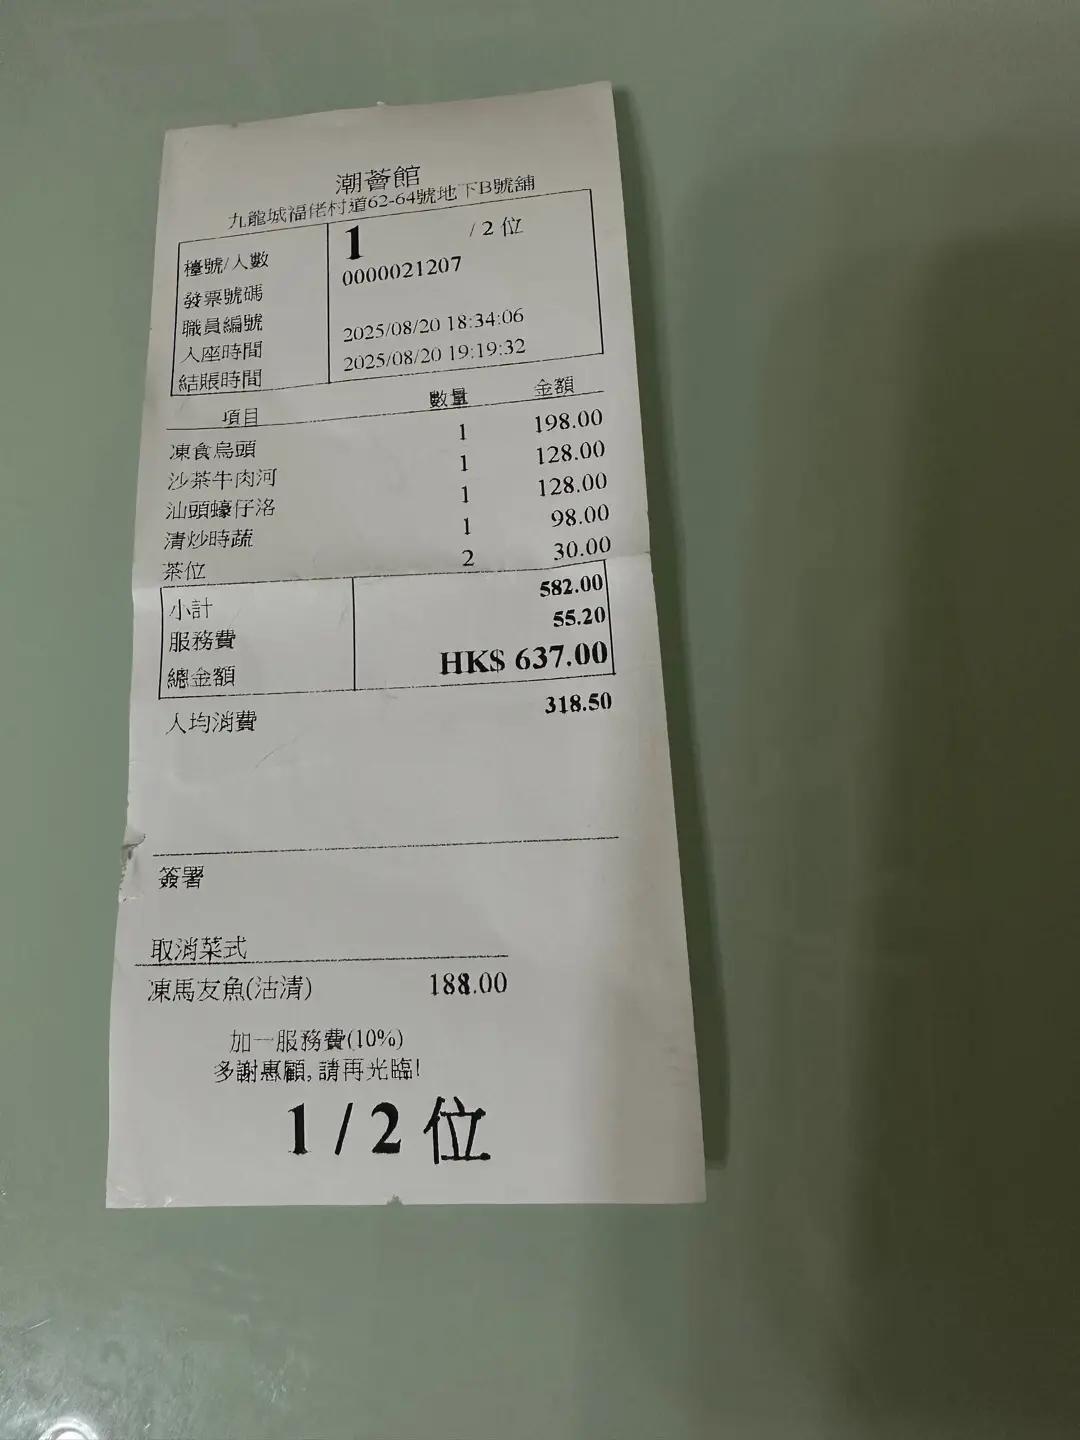 潮薈館
九龍城福佬村道62-64號地下B號舖
檯號/人數 1 / 2 位
發票號碼 0000021207
職員編號
入座時間 2025/08/20 18:34:06
結賬時間 2025/08/20 19:19:32
項目 數量 金額
凍食烏頭 1 198.00
沙茶牛肉河 1 128.00
汕頭蠔仔洛 1 128.00
清炒時蔬 1 98.00
茶位 2 30.00
小計 582.00
服務費 55.20
總金額 HK$ 637.00
人均消費 318.50
簽署
取消菜式
凍馬友魚(沽清) 188.00
加一服務費(10%)
多謝惠顧, 請再光臨!
1 / 2 位